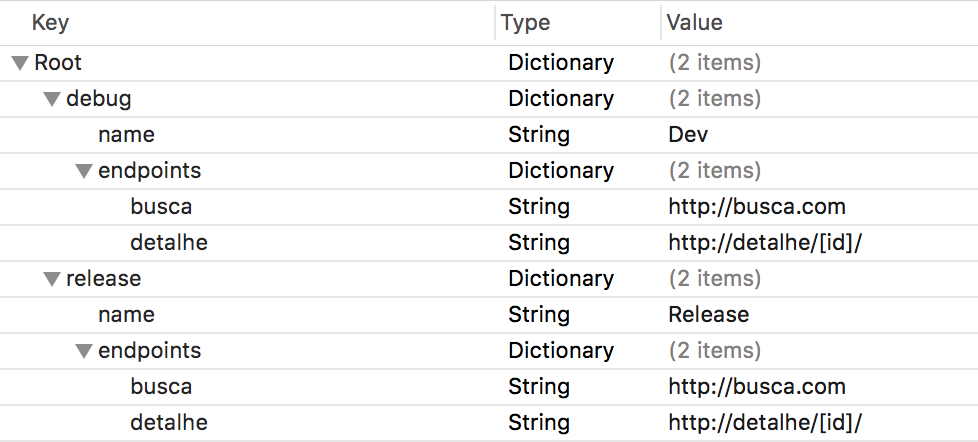 Key Type Value
Root Dictionary (2 items)
debug Dictionary (2 items)
name String Dev
endpoints Dictionary (2 items)
busca String http://busca.com
detalhe String http://detalhe/[id]/
release Dictionary (2 items)
name String Release
endpoints Dictionary (2 items)
busca String http://busca.com
detalhe String http://detalhe/[id]/